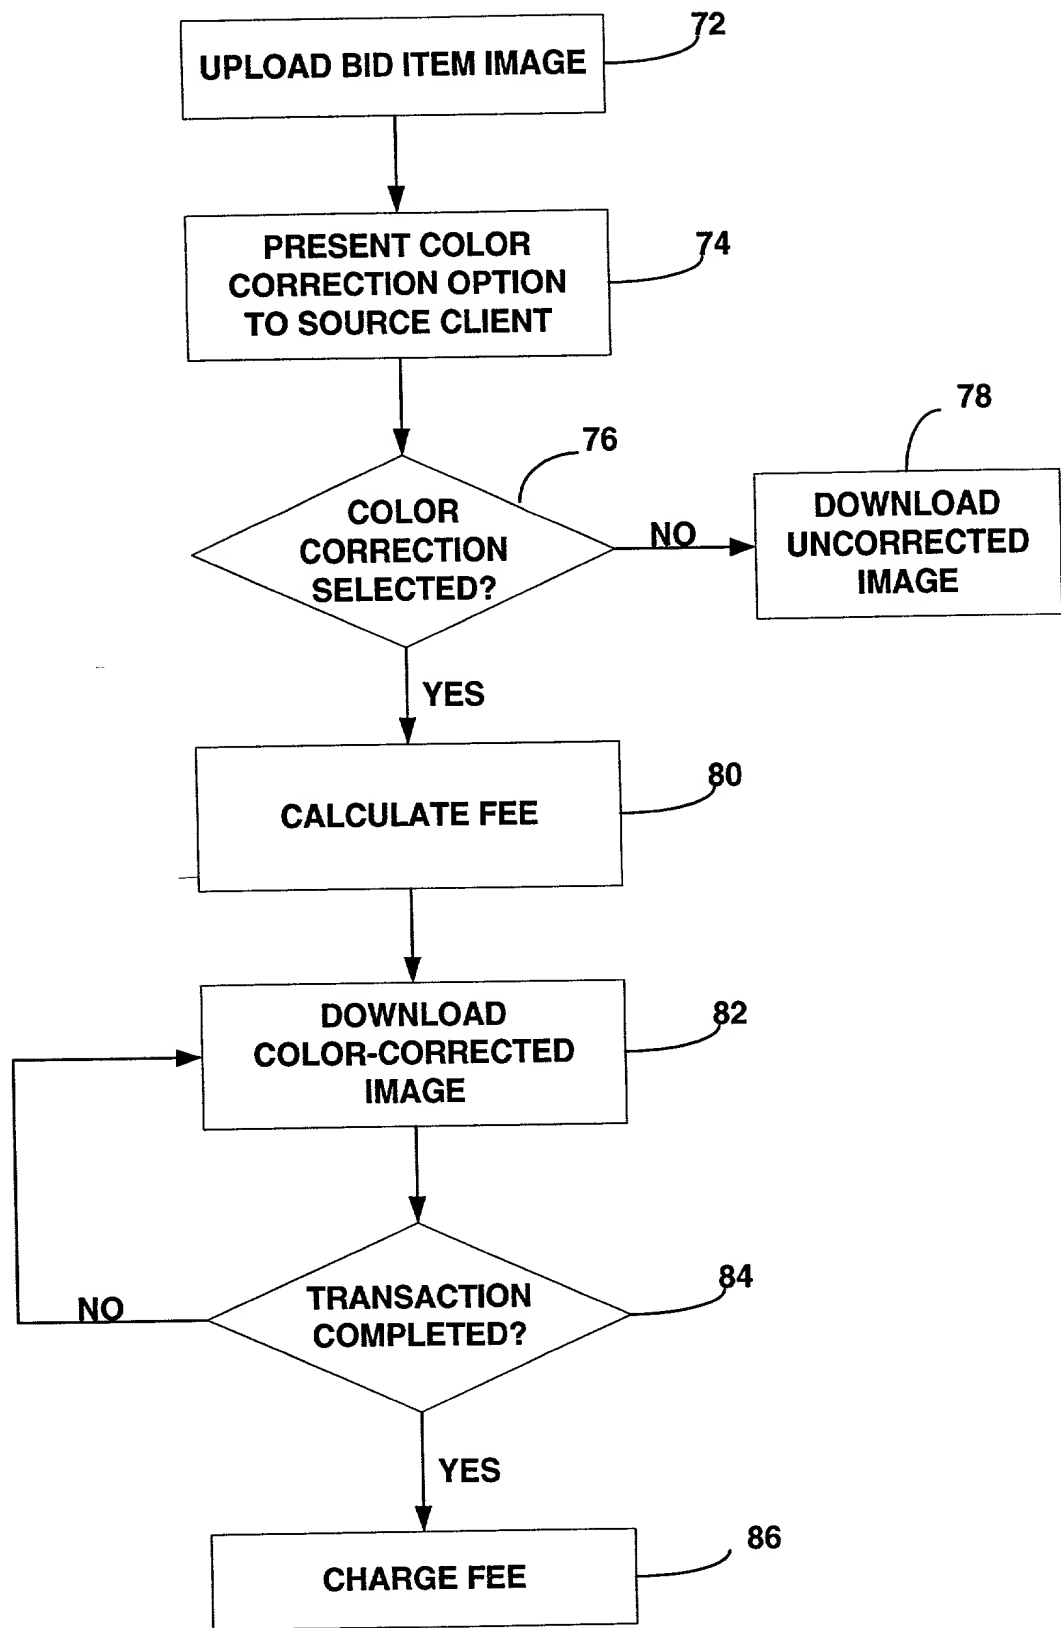 72
UPLOAD BID ITEM IMAGE
PRESENT COLOR
CORRECTION OPTION
TO SOURCE CLIENT
74
76
78
COLOR
CORRECTION
SELECTED?
NO
DOWNLOAD
UNCORRECTED
IMAGE
YES
80
CALCULATE FEE
DOWNLOAD
COLOR-CORRECTED
IMAGE
82
84
TRANSACTION
COMPLETED?
NO
YES
86
CHARGE FEE